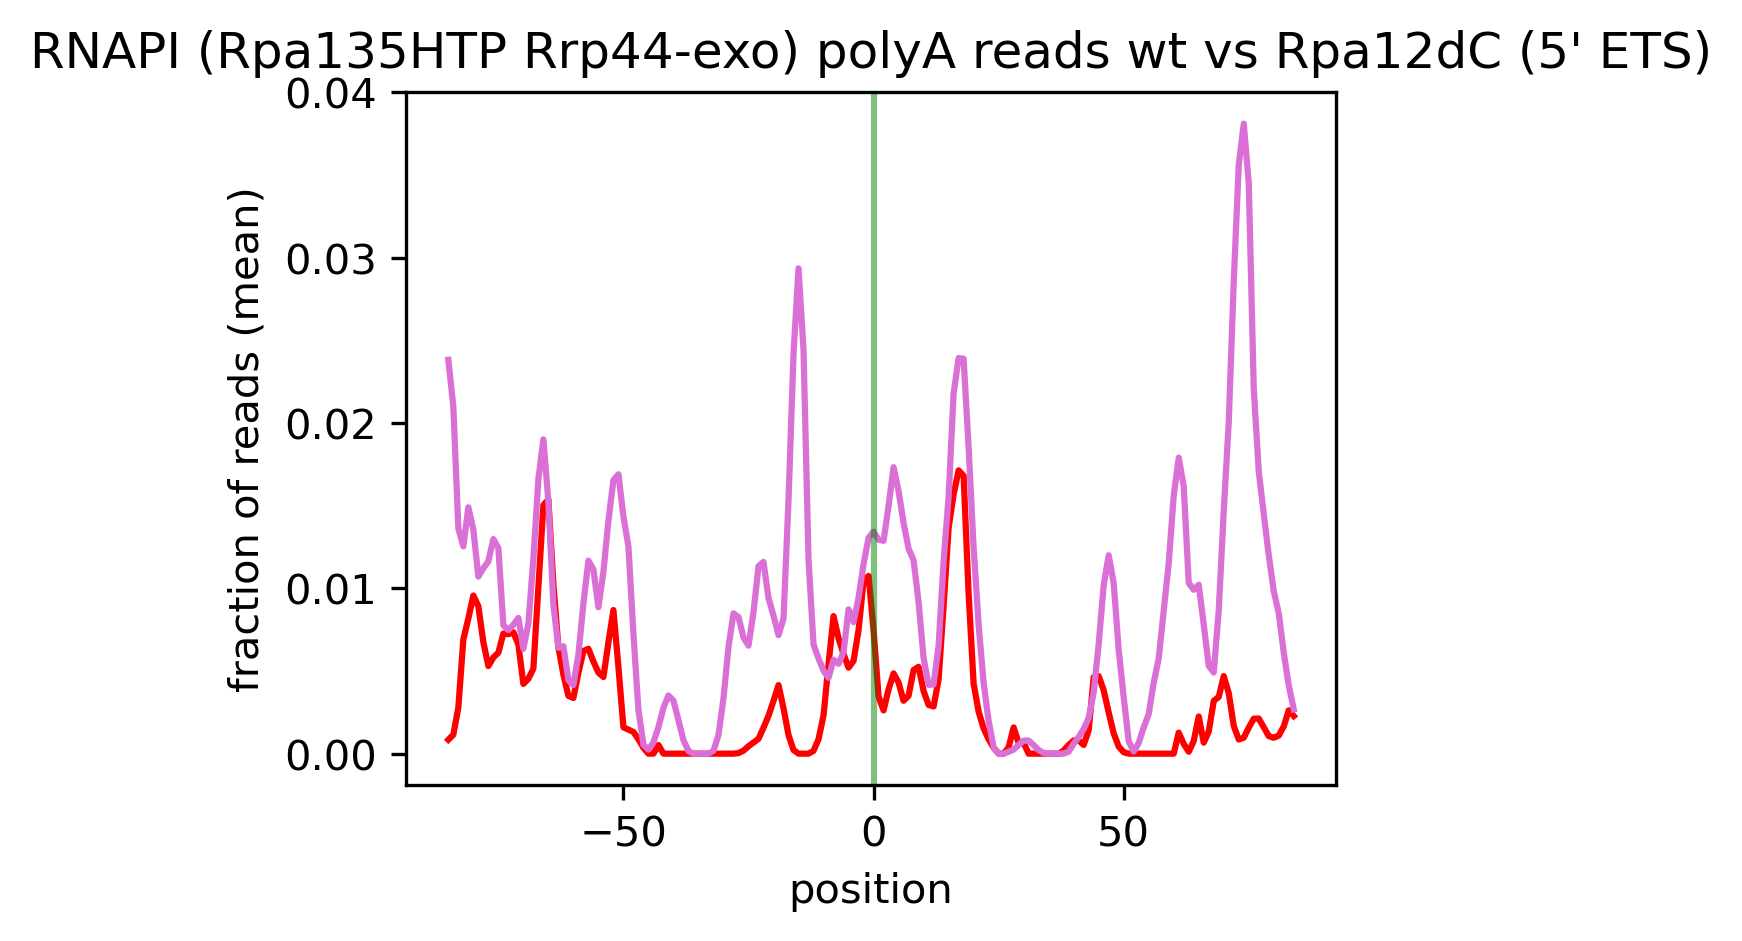 RNAPI (Rpa135HTP Rrp44-exo) polyA reads wt vs Rpa12dC (5' ETS)
0.04
0.03
0.02
0.01
0.00
fraction of reads (mean)
−50
0
50
position